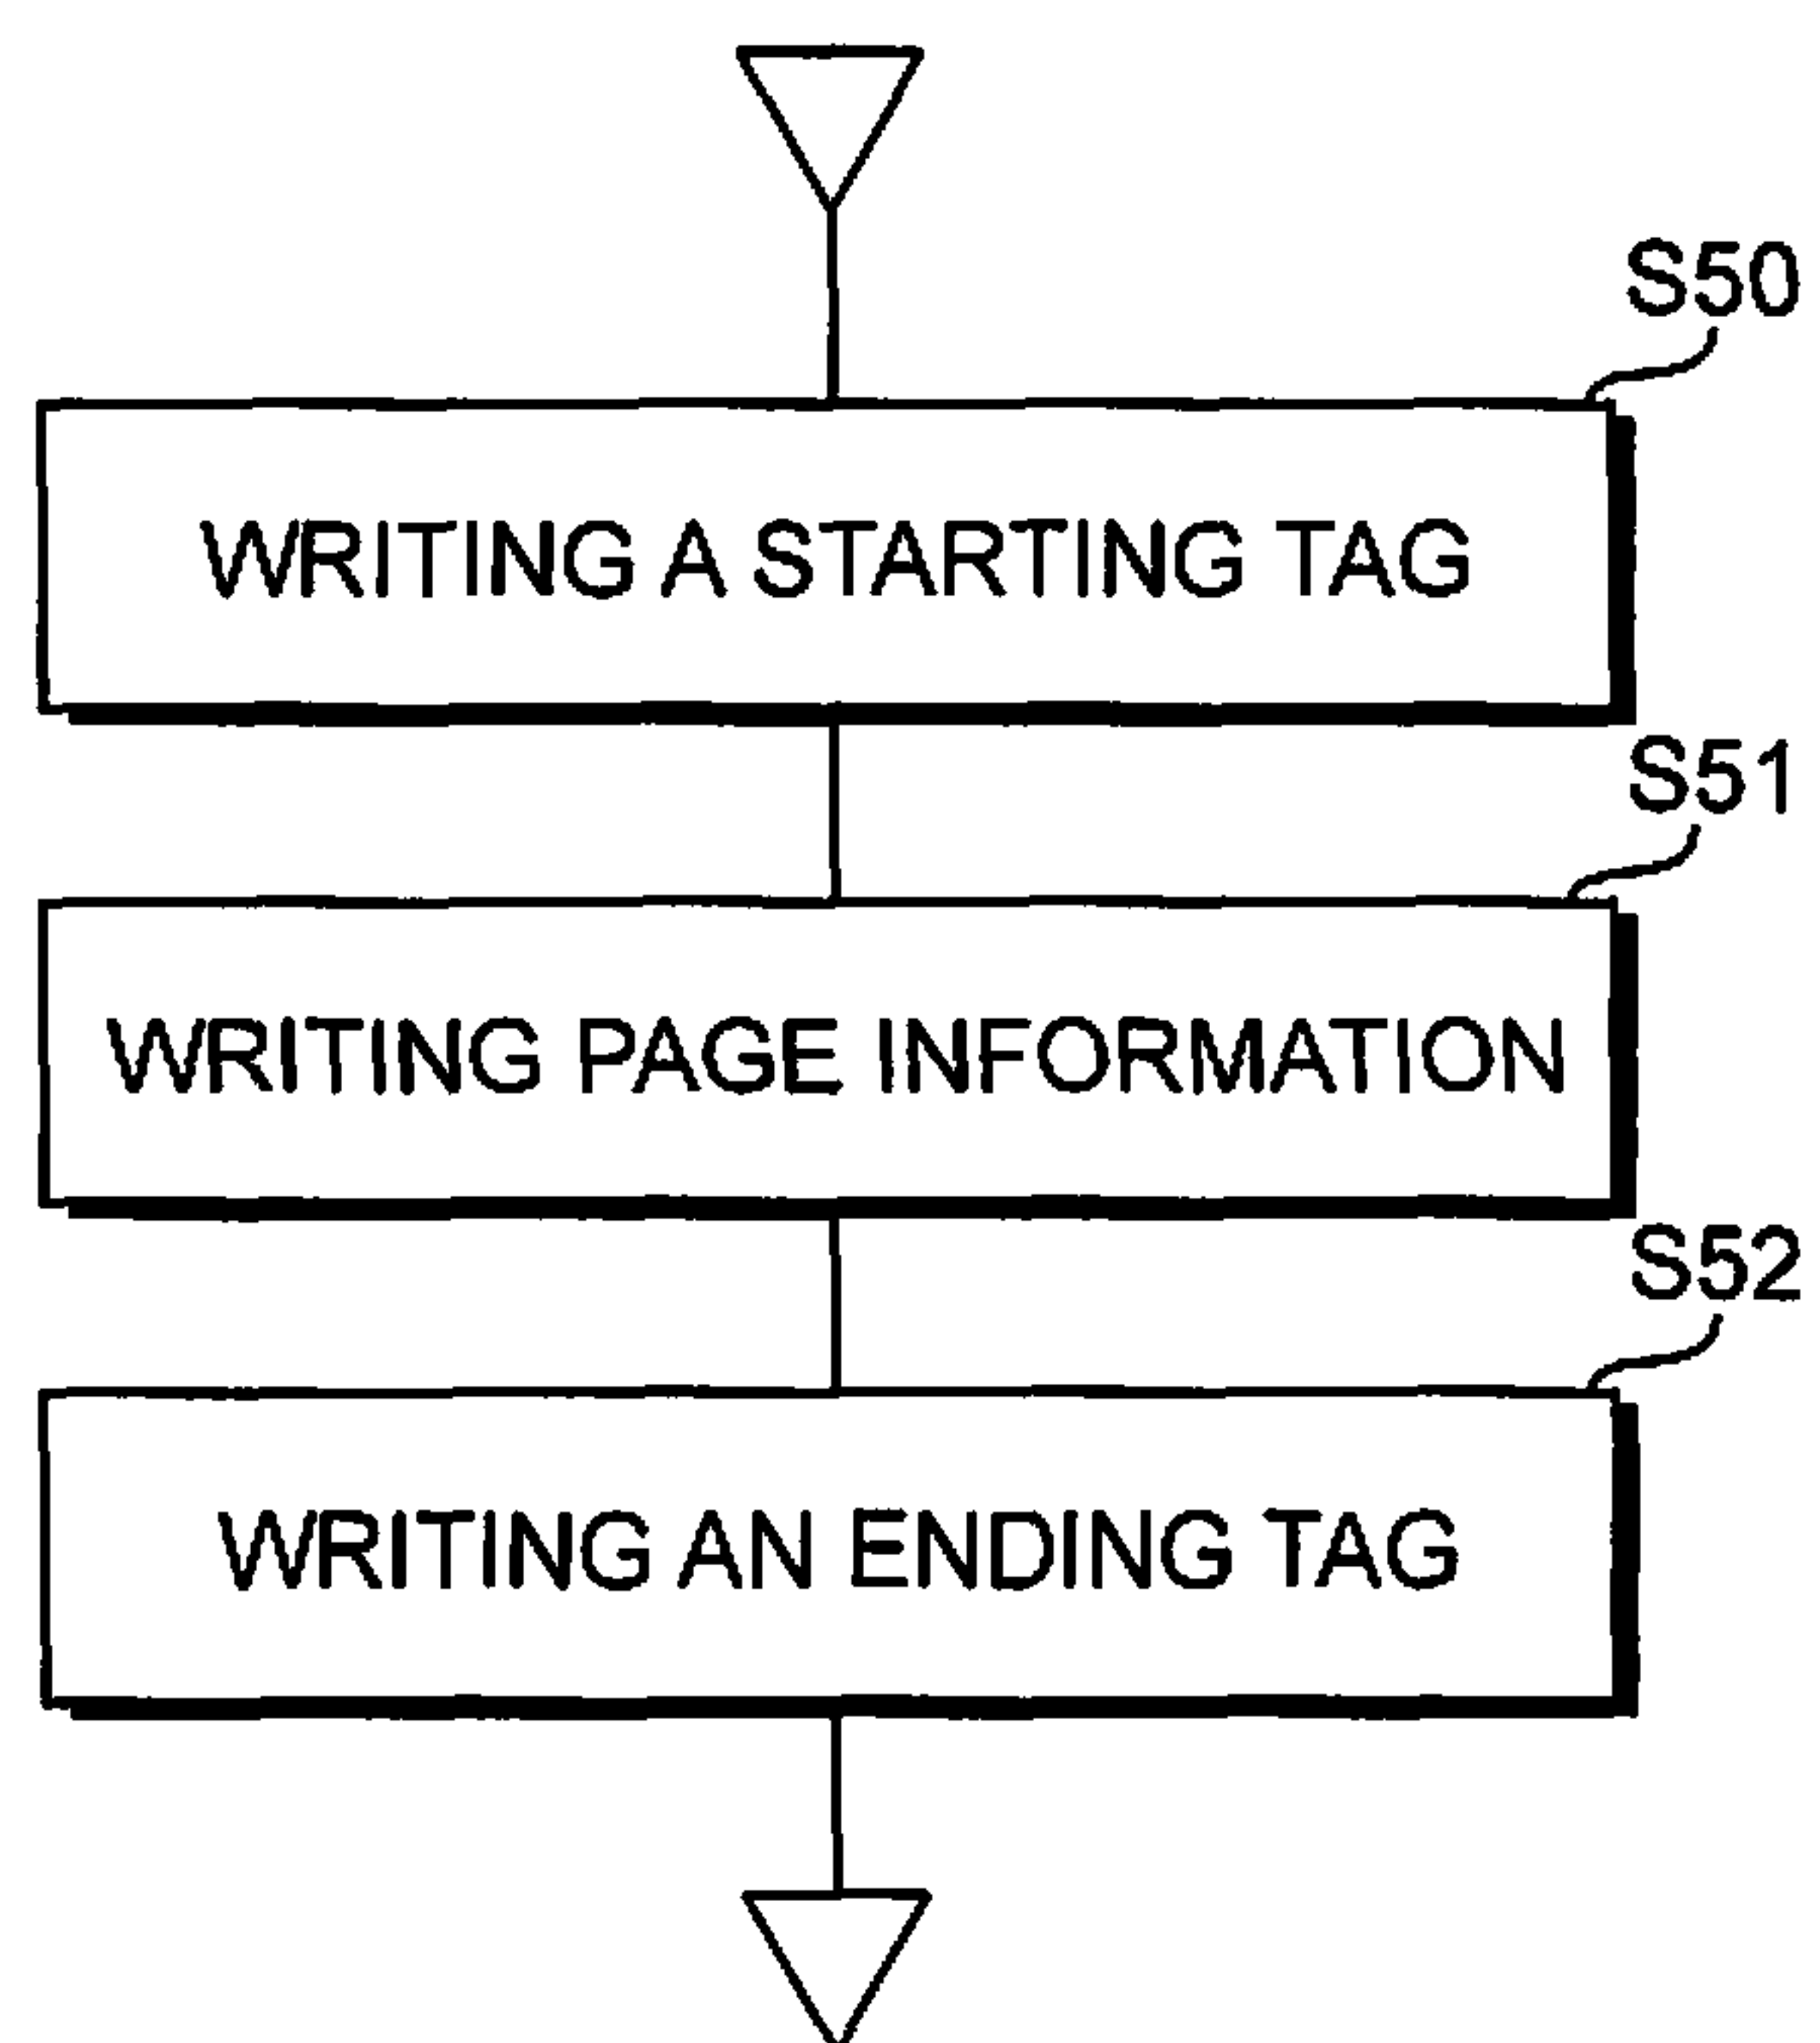 S50
WRITING A STARTING TAG
S51
WRITING PAGE INFORMATION
S52
WRITING AN ENDING TAG